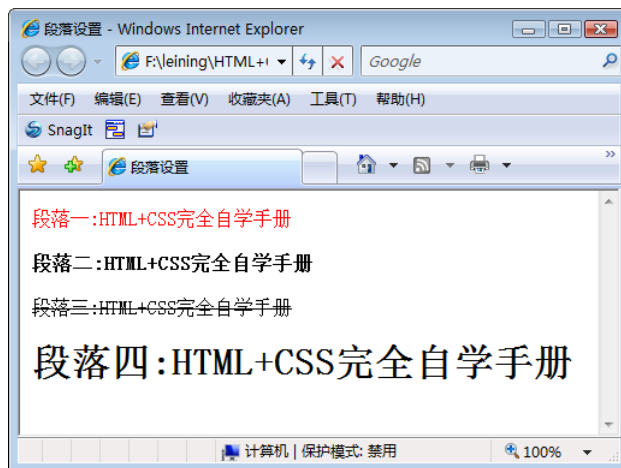 段落设置 - Windows Internet Explorer
F:\leining\HTML+
Google
文件(F) 编辑(E) 查看(V) 收藏夹(A) 工具(T) 帮助(H)
SnagIt
段落设置
段落一:HTML+CSS完全自学手册
段落二:HTML+CSS完全自学手册
段落三:HTML+CSS完全自学手册
段落四:HTML+CSS完全自学手册
计算机 | 保护模式: 禁用 100%